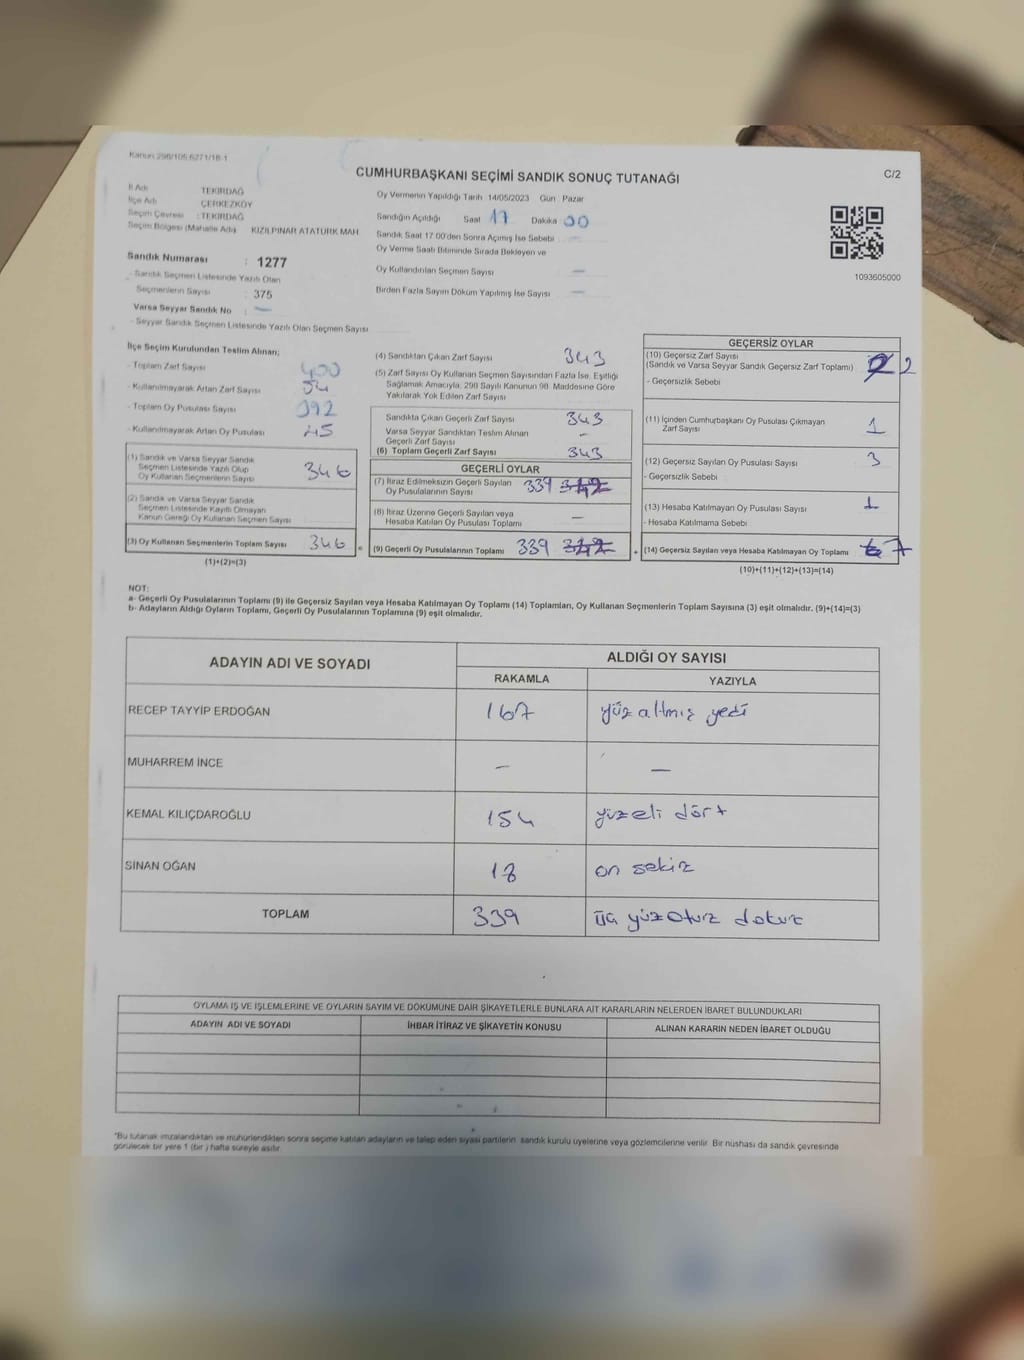 Kanun 298/105,6271/18-1
CUMHURBAŞKANI SEÇİMİ SANDIK SONUÇ TUTANAĞI
C/2
İl Adı TEKİRDAĞ
İlçe Adı ÇERKEZKÖY
Seçim Çevresi : TEKİRDAĞ
Seçim Bölgesi (Mahalle Adı) KIZILPINAR ATATÜRK MAH
Oy Vermenin Yapıldığı Tarih 14/05/2023 Gün : Pazar
Sandığın Açıldığı Saat 17 Dakika 00
Sandık Saat 17.00'den Sonra Açımış İse Sebebi : —
Oy Verme Saati Bitiminde Sırada Bekleyen ve
Oy Kullandırılan Seçmen Sayısı —
Birden Fazla Sayım Döküm Yapılmış İse Sayısı —
1093605000
Sandık Numarası : 1277
- Sandık Seçmen Listesinde Yazılı Olan
Seçmenlerin Sayısı : 375
Varsa Seyyar Sandık No : —
- Seyyar Sandık Seçmen Listesinde Yazılı Olan Seçmen Sayısı
İlçe Seçim Kurulundan Teslim Alınan;
- Toplam Zarf Sayısı 400
- Kullanılmayarak Artan Zarf Sayısı 54
- Toplam Oy Pusulası Sayısı 392
- Kullanılmayarak Artan Oy Pusulası 45
(1) Sandık ve Varsa Seyyar Sandık
Seçmen Listesinde Yazılı Olup
Oy Kullanan Seçmenlerin Sayısı 346
(2) Sandık ve Varsa Seyyar Sandık
Seçmen Listesinde Kayıtlı Olmayan
Kanun Gereği Oy Kullanan Seçmen Sayısı
(3) Oy Kullanan Seçmenlerin Toplam Sayısı 346 =
(1)+(2)=(3)
(4) Sandıktan Çıkan Zarf Sayısı 343
(5) Zarf Sayısı Oy Kullanan Seçmen Sayısından Fazla İse, Eşitliği
Sağlamak Amacıyla, 298 Sayılı Kanunun 98. Maddesine Göre
Yakılarak Yok Edilen Zarf Sayısı
Sandıkta Çıkan Geçerli Zarf Sayısı 343
Varsa Seyyar Sandıktan Teslim Alınan
Geçerli Zarf Sayısı —
(6) Toplam Geçerli Zarf Sayısı 343
GEÇERLİ OYLAR
(7) İtiraz Edilmeksizin Geçerli Sayılan
Oy Pusulalarının Sayısı 339 342
(8) İtiraz Üzerine Geçerli Sayılan veya
Hesaba Katılan Oy Pusulası Toplamı —
(9) Geçerli Oy Pusulalarının Toplamı 339 342 +
GEÇERSİZ OYLAR
(10) Geçersiz Zarf Sayısı
(Sandık ve Varsa Seyyar Sandık Geçersiz Zarf Toplamı) 2 2
- Geçersizlik Sebebi
(11) İçinden Cumhurbaşkanı Oy Pusulası Çıkmayan
Zarf Sayısı 1
(12) Geçersiz Sayılan Oy Pusulası Sayısı 3
- Geçersizlik Sebebi
(13) Hesaba Katılmayan Oy Pusulası Sayısı 1
- Hesaba Katılmama Sebebi
(14) Geçersiz Sayılan veya Hesaba Katılmayan Oy Toplamı 7
(10)+(11)+(12)+(13)=(14)
NOT:
a- Geçerli Oy Pusulalarının Toplamı (9) ile Geçersiz Sayılan veya Hesaba Katılmayan Oy Toplamı (14) Toplamları, Oy Kullanan Seçmenlerin Toplam Sayısına (3) eşit olmalıdır. (9)+(14)=(3)
b- Adayların Aldığı Oyların Toplamı, Geçerli Oy Pusulalarının Toplamına (9) eşit olmalıdır.
ADAYIN ADI VE SOYADI
ALDIĞI OY SAYISI
RAKAMLA YAZIYLA
RECEP TAYYİP ERDOĞAN 167 yüz altmış yedi
MUHARREM İNCE — —
KEMAL KILIÇDAROĞLU 154 yüzelli dört
SİNAN OĞAN 18 on sekiz
TOPLAM 339 üç yüzotuz dokuz
OYLAMA İŞ VE İŞLEMLERİNE VE OYLARIN SAYIM VE DÖKÜMÜNE DAİR ŞİKAYETLERLE BUNLARA AİT KARARLARIN NELERDEN İBARET BULUNDUKLARI
ADAYIN ADI VE SOYADI İHBAR İTİRAZ VE ŞİKAYETİN KONUSU ALINAN KARARIN NEDEN İBARET OLDUĞU
*Bu tutanak imzalandıktan ve mühürlendikten sonra seçime katılan adayların ve talep eden siyasi partilerin sandık kurulu üyelerine veya gözlemcilerine verilir. Bir nüshası da sandık çevresinde
görülecek bir yere 1 (bir) hafta süreyle asılır.